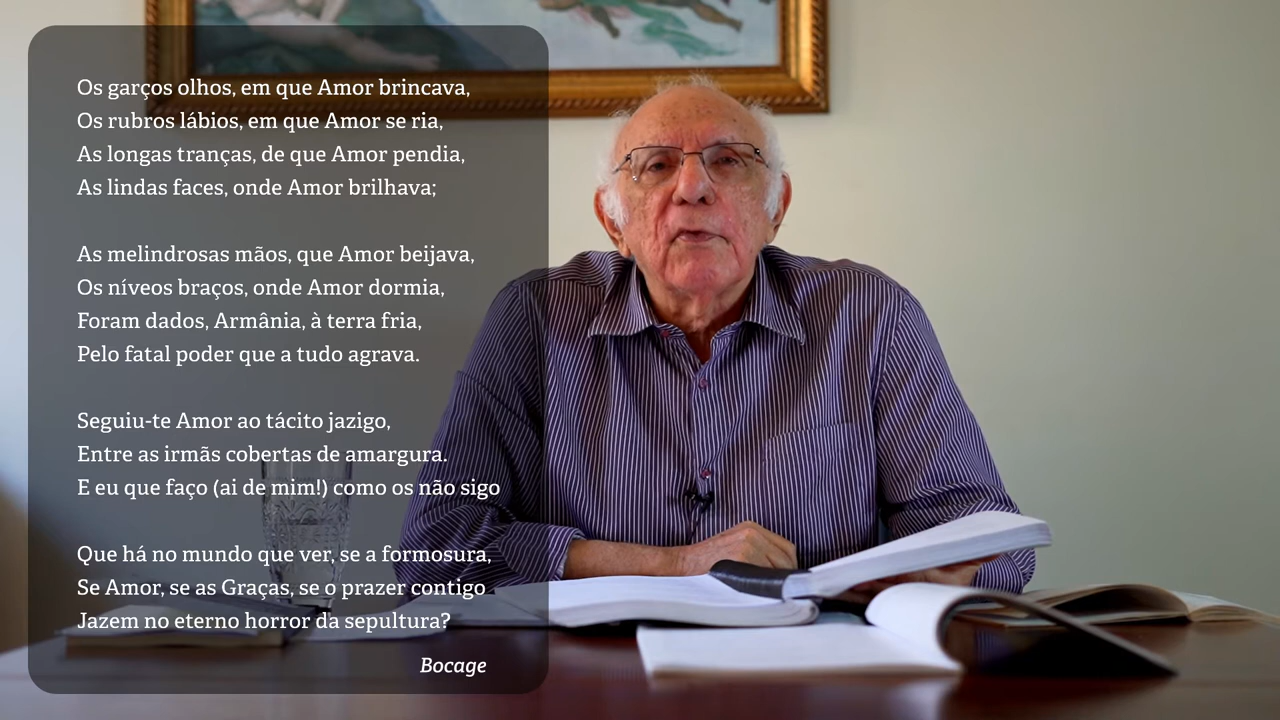 Os garços olhos, em que Amor brincava,
Os rubros lábios, em que Amor se ria,
As longas tranças, de que Amor pendia,
As lindas faces, onde Amor brilhava;
As melindrosas mãos, que Amor beijava,
Os níveos braços, onde Amor dormia,
Foram dados, Armânia, à terra fria,
Pelo fatal poder que a tudo agrava.
Seguiu-te Amor ao tácito jazigo,
Entre as irmãs cobertas de amargura.
E eu que faço (ai de mim!) como os não sigo
Que há no mundo que ver, se a formosura,
Se Amor, se as Graças, se o prazer contigo
Jazem no eterno horror da sepultura?
Bocage